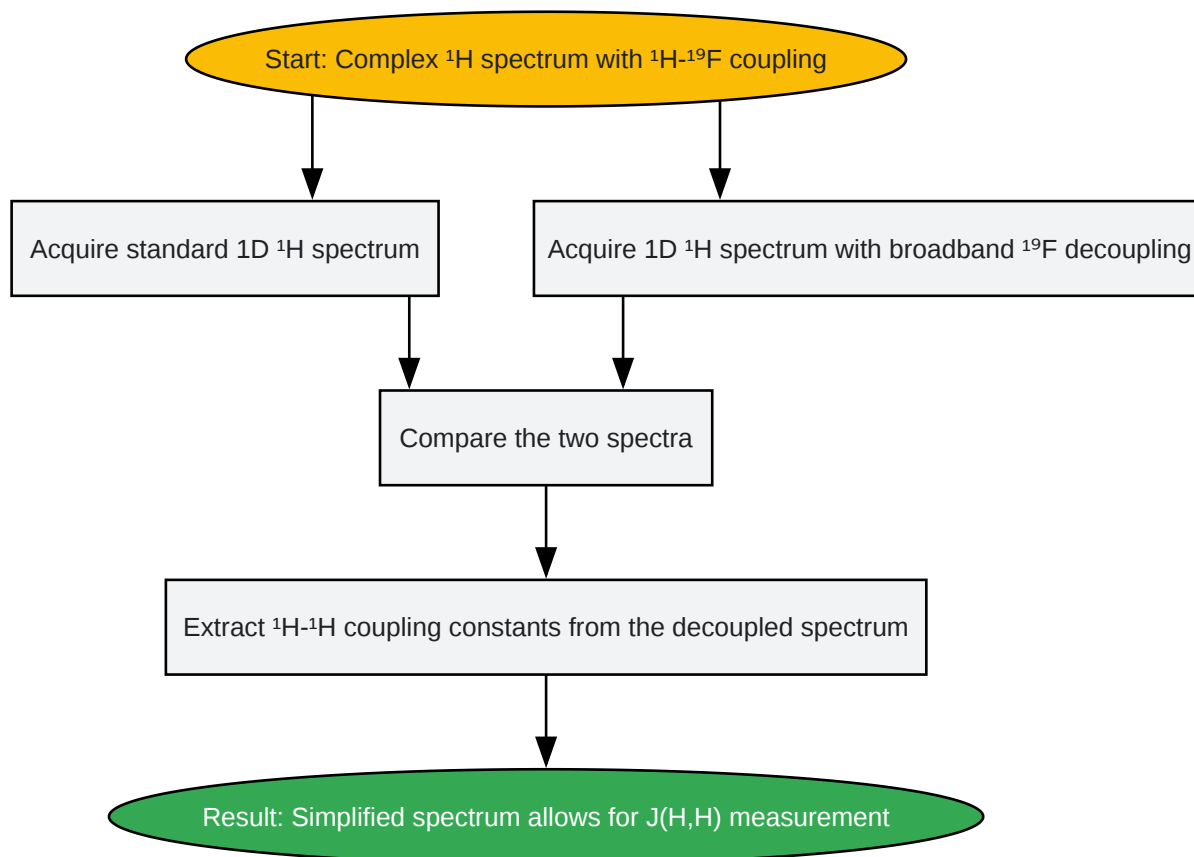 Start: Complex ¹H spectrum with ¹H-¹⁹F coupling
Acquire standard 1D ¹H spectrum
Acquire 1D ¹H spectrum with broadband ¹⁹F decoupling
Compare the two spectra
Extract ¹H-¹H coupling constants from the decoupled spectrum
Result: Simplified spectrum allows for J(H,H) measurement